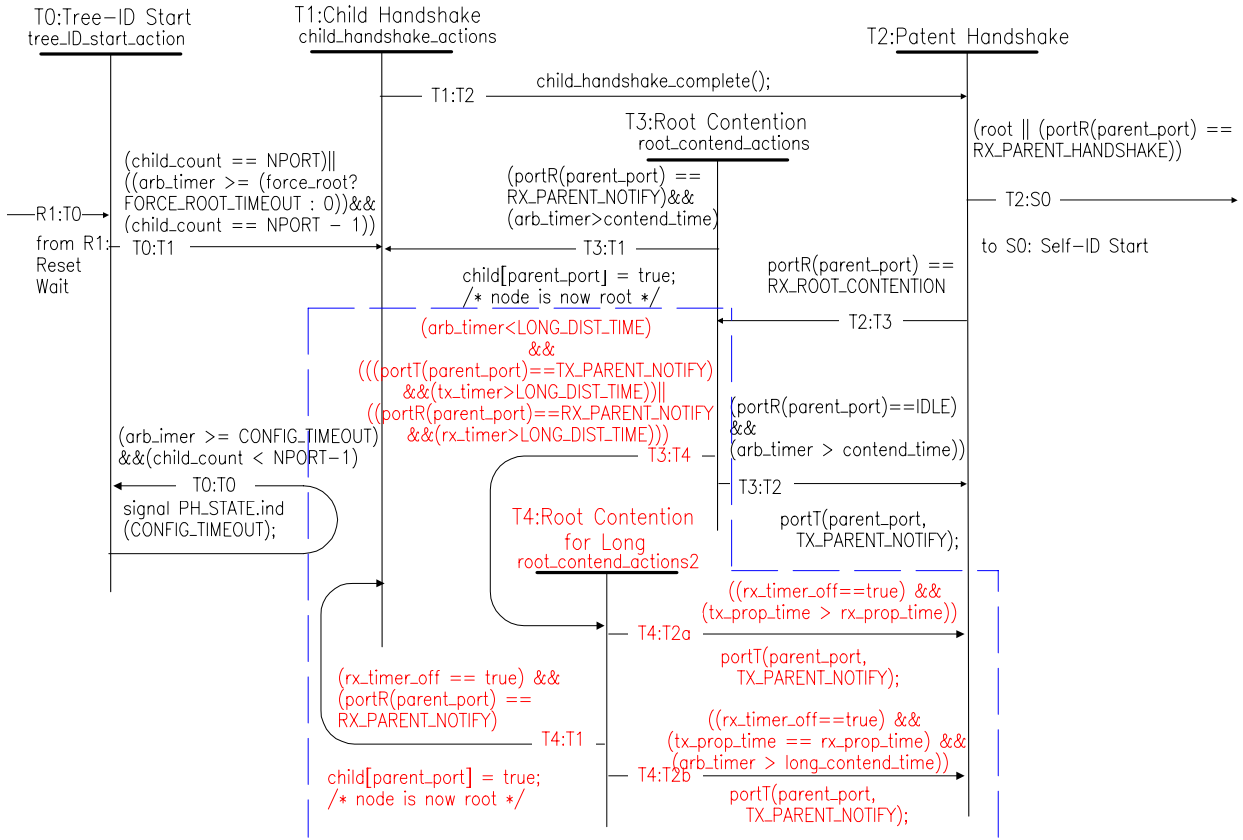 T0:Tree-ID Start
tree_ID_start_action
T1:Child Handshake
child_handshake_actions
T2:Patent Handshake
child_handshake_complete();
T1:T2
T3:Root Contention
root_contend_actions
(root || (portR(parent_port) ==
RX_PARENT_HANDSHAKE))
T2:S0
to S0: Self-ID Start
(child_count == NPORT)||
((arb_timer >= (force_root?
FORCE_ROOT_TIMEOUT : 0))&&
(child_count == NPORT - 1))
R1:T0
from R1:
Reset
Wait
T0:T1
(portR(parent_port) ==
RX_PARENT_NOTIFY)&&
(arb_timer>contend_time)
T3:T1
child[parent_port] = true;
/* node is now root */
portR(parent_port) ==
RX_ROOT_CONTENTION
T2:T3
(arb_timer<LONG_DIST_TIME)
&&
(((portT(parent_port)==TX_PARENT_NOTIFY)
&&(tx_timer>LONG_DIST_TIME))||
((portR(parent_port)==RX_PARENT_NOTIFY
&&(rx_timer>LONG_DIST_TIME)))
T3:T4
(portR(parent_port)==IDLE)
&&
(arb_timer > contend_time))
T3:T2
portT(parent_port,
TX_PARENT_NOTIFY);
(arb_imer >= CONFIG_TIMEOUT)
&&(child_count < NPORT-1)
T0:T0
signal PH_STATE.ind
(CONFIG_TIMEOUT);
T4:Root Contention
for Long
root_contend_actions2
((rx_timer_off==true) &&
(tx_prop_time > rx_prop_time))
T4:T2a
portT(parent_port,
TX_PARENT_NOTIFY);
(rx_timer_off == true) &&
(portR(parent_port) ==
RX_PARENT_NOTIFY)
T4:T1
child[parent_port] = true;
/* node is now root */
((rx_timer_off==true) &&
(tx_prop_time == rx_prop_time) &&
(arb_timer > long_contend_time))
T4:T2b
portT(parent_port,
TX_PARENT_NOTIFY);